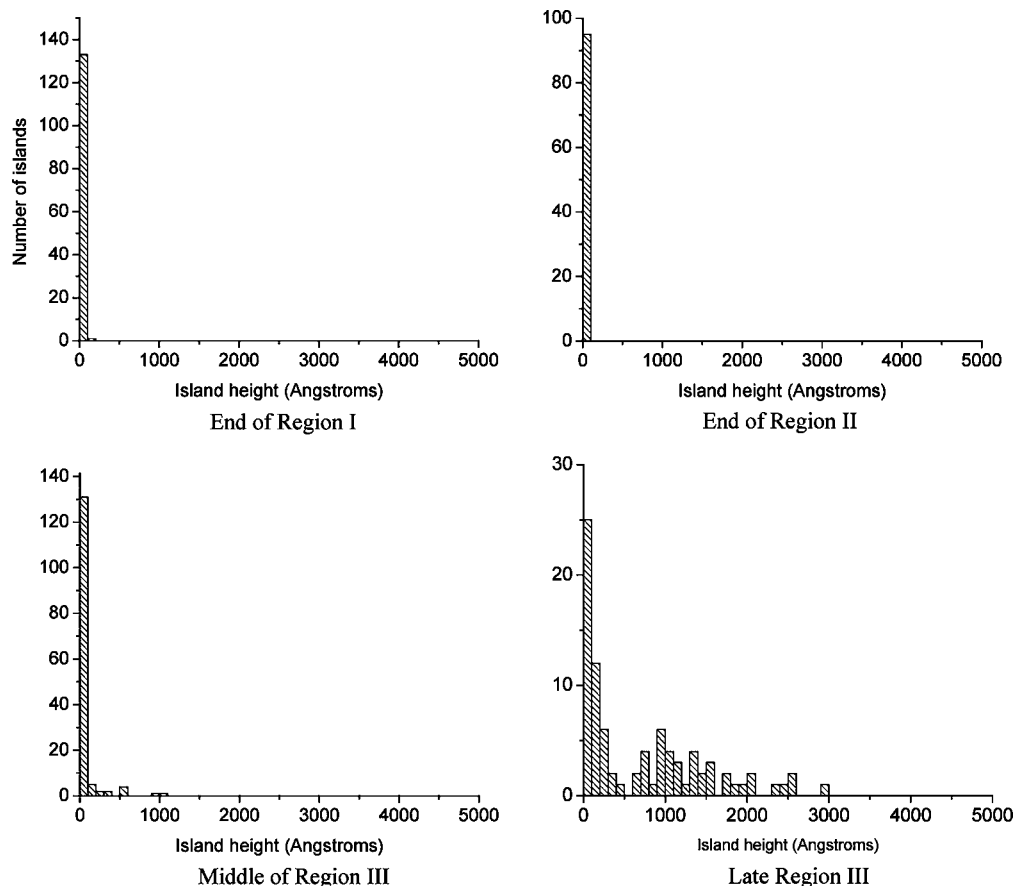 140
120
100
80
60
40
20
0
Number of islands
0 1000 2000 3000 4000 5000
Island height (Angstroms)
End of Region I
100
80
60
40
20
0
0 1000 2000 3000 4000 5000
Island height (Angstroms)
End of Region II
140
120
100
80
60
40
20
0
0 1000 2000 3000 4000 5000
Island height (Angstroms)
Middle of Region III
30
20
10
0
0 1000 2000 3000 4000 5000
Island height (Angstroms)
Late Region III